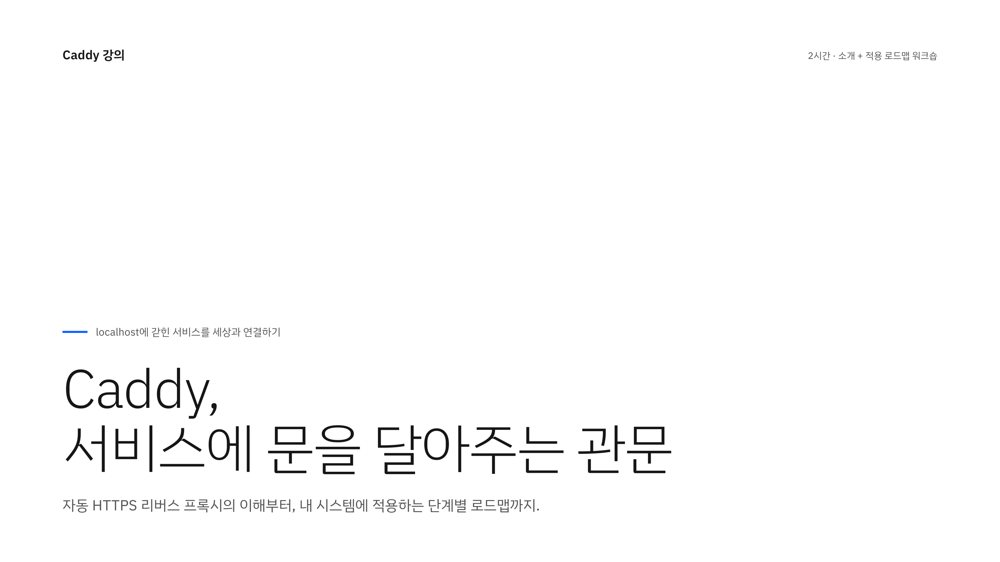 Caddy 강의
2시간 · 소개 + 적용 로드맵 워크숍
localhost에 갇힌 서비스를 세상과 연결하기
Caddy,
서비스에 문을 달아주는 관문
자동 HTTPS 리버스 프록시의 이해부터, 내 시스템에 적용하는 단계별 로드맵까지.